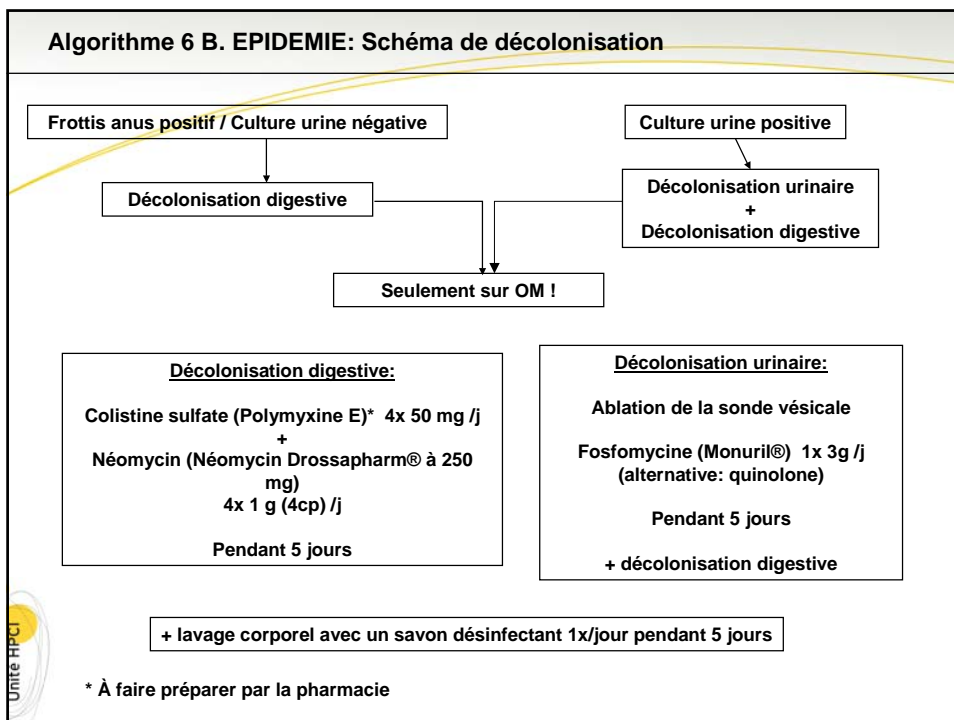 Algorithme 6 B. EPIDEMIE: Schéma de décolonisation
Frottis anus positif / Culture urine négative
Culture urine positive
Décolonisation digestive
Décolonisation urinaire
+
Décolonisation digestive
Seulement sur OM !
Décolonisation digestive:
Colistine sulfate (Polymyxine E)* 4x 50 mg /j
+
Néomycin (Néomycin Drossapharm® à 250
mg)
4x 1 g (4cp) /j
Pendant 5 jours
Décolonisation urinaire:
Ablation de la sonde vésicale
Fosfomycine (Monuril®) 1x 3g /j
(alternative: quinolone)
Pendant 5 jours
+ décolonisation digestive
+ lavage corporel avec un savon désinfectant 1x/jour pendant 5 jours
* À faire préparer par la pharmacie
Unité HPCI